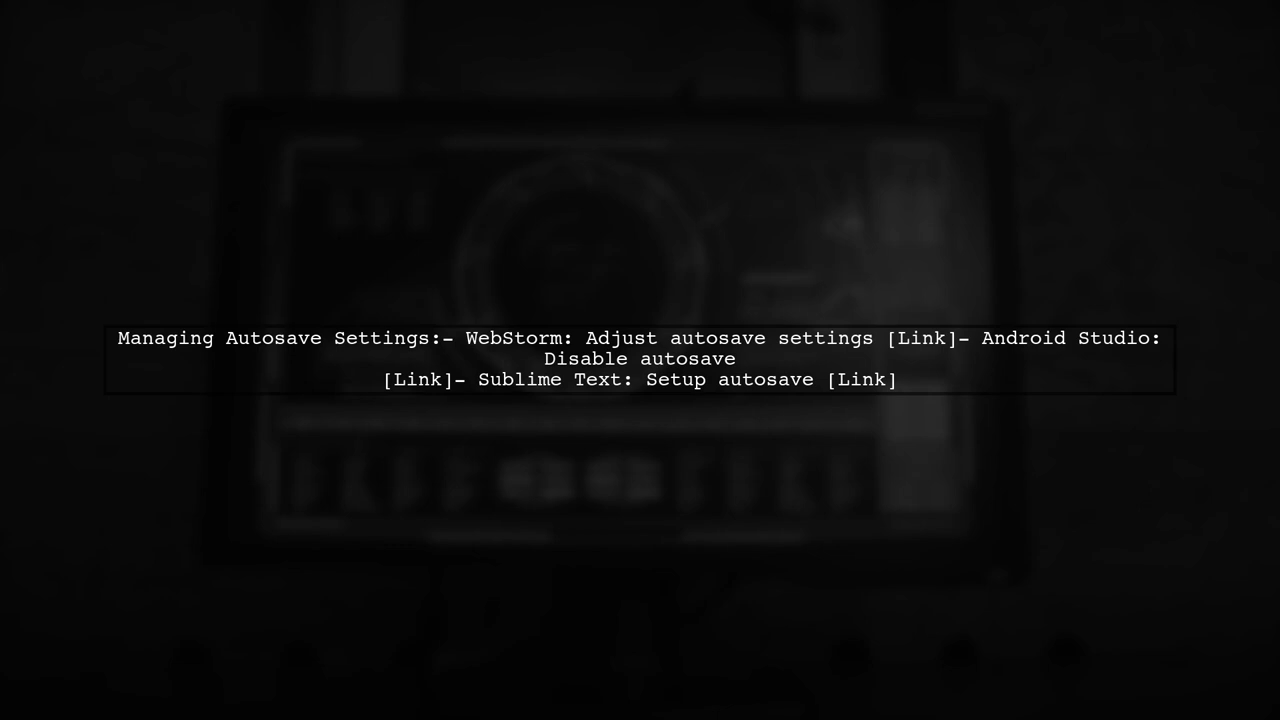 Managing Autosave Settings:- WebStorm: Adjust autosave settings [Link]- Android Studio:
Disable autosave
[Link]- Sublime Text: Setup autosave [Link]